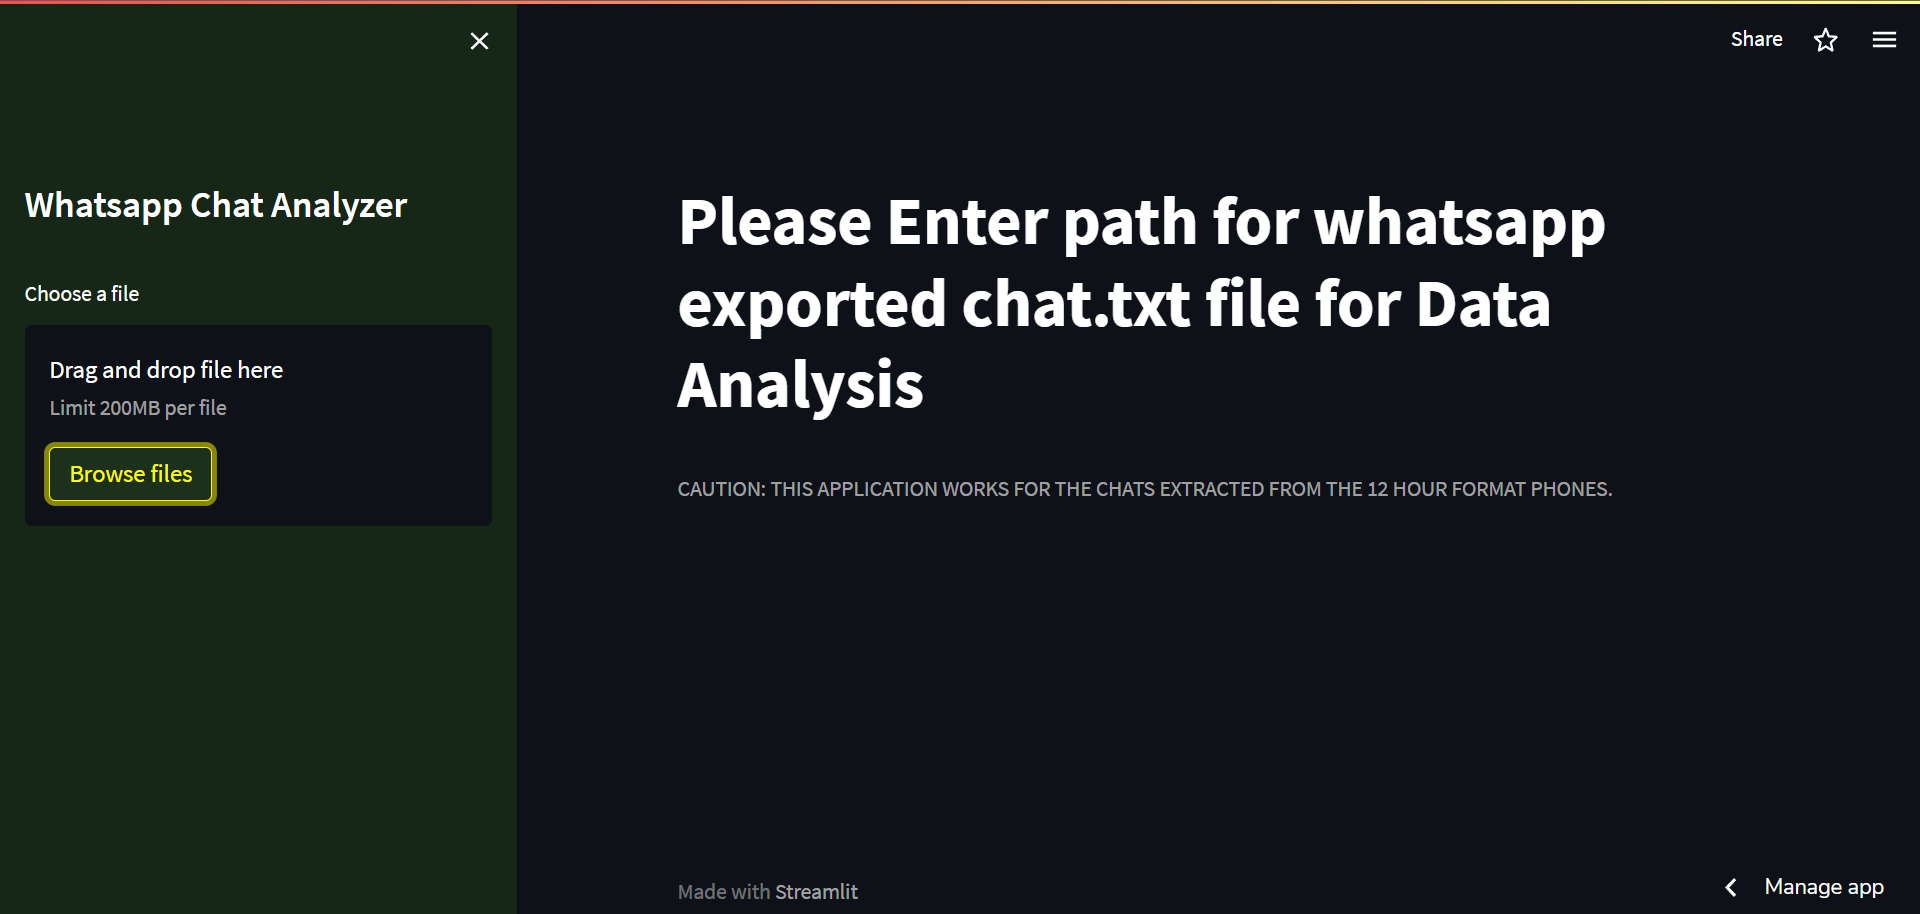 Share
Whatsapp Chat Analyzer
Choose a file
Drag and drop file here
Limit 200MB per file
Browse files
Please Enter path for whatsapp
exported chat.txt file for Data
Analysis
CAUTION: THIS APPLICATION WORKS FOR THE CHATS EXTRACTED FROM THE 12 HOUR FORMAT PHONES.
Made with Streamlit
Manage app